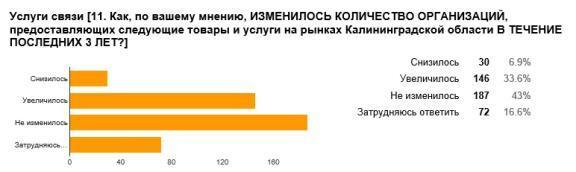 Услуги связи [11. Как, по вашему мнению, ИЗМЕНИЛОСЬ КОЛИЧЕСТВО ОРГАНИЗАЦИЙ,
предоставляющих следующие товары и услуги на рынках Калининградской области В ТЕЧЕНИЕ
ПОСЛЕДНИХ 3 ЛЕТ?]
Снизилось
Увеличилось
Не изменилось
Затрудняюсь…
0 40 80 120 160
Снизилось 30 6.9%
Увеличилось 146 33.6%
Не изменилось 187 43%
Затрудняюсь ответить 72 16.6%